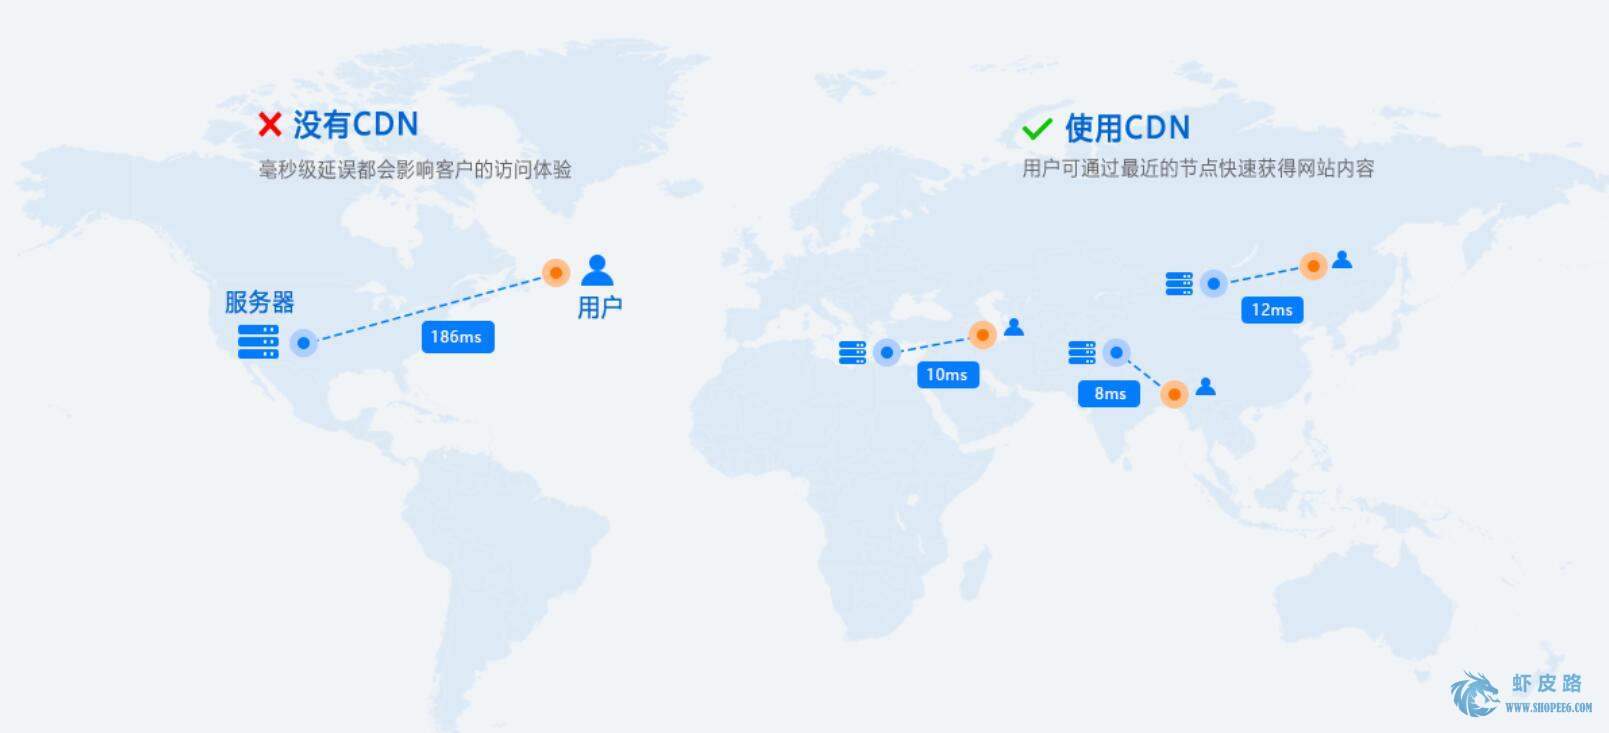 没有CDN
毫秒级延误都会影响客户的访问体验
服务器
用户
186ms
使用CDN
用户可通过最近的节点快速获得网站内容
12ms
10ms
8ms
虾皮路
WWW.SHOPEE6.COM